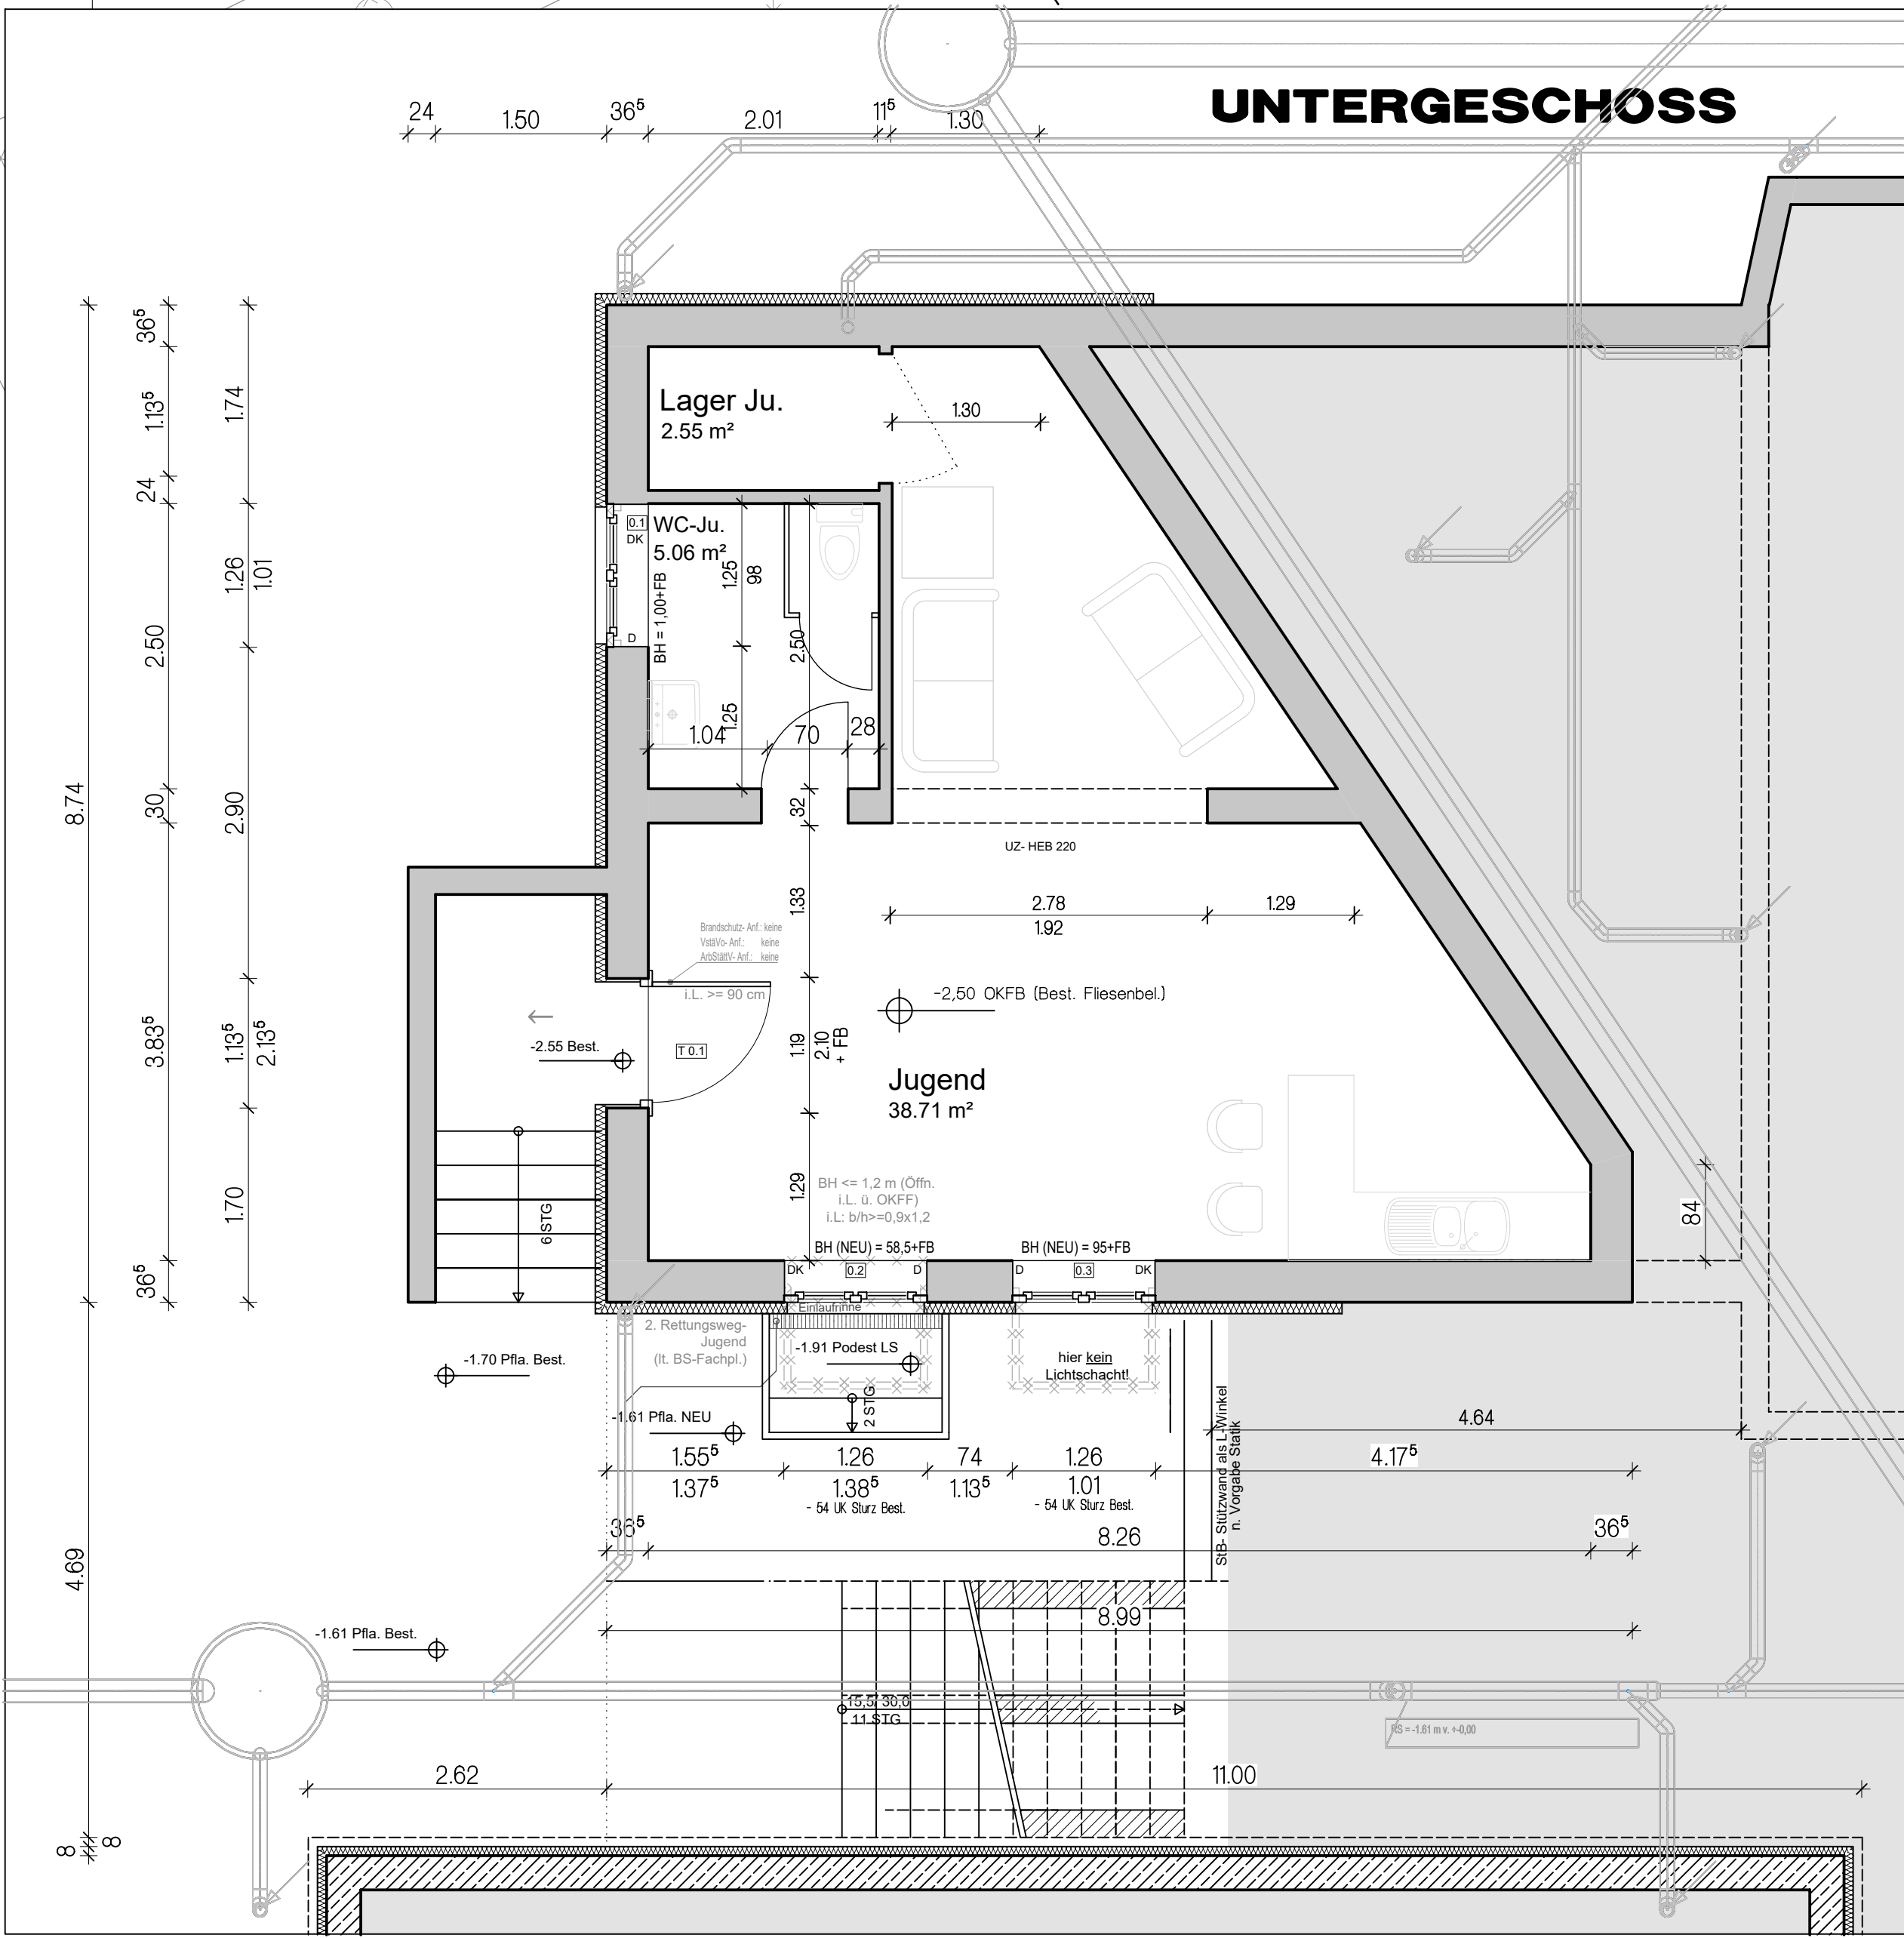 UNTERGESCHOSS
24
1.50
36⁵
2.01
11⁵
1.30
36⁵
1.13⁵
24
2.50
30
3.83⁵
36⁵
8.74
4.69
8
8
1.74
1.26
1.01
2.90
1.13⁵
2.13⁵
1.70
Lager Ju.
2.55 m²
1.30
0.1
DK
WC-Ju.
5.06 m²
BH = 1,00+FB
D
1.25
98
2.50
1.25
1.04
70
28
32
UZ- HEB 220
2.78
1.92
1.29
1.33
Brandschutz- Anf.: keine
VstäVo- Anf.: keine
ArbStättV- Anf.: keine
i.L. >= 90 cm
-2,50 OKFB (Best. Fliesenbel.)
-2.55 Best.
T 0.1
1.19
2.10
+ FB
Jugend
38.71 m²
1.29
BH <= 1,2 m (Öffn.
i.L. ü. OKFF)
i.L: b/h>=0,9x1,2
6 STG
84
BH (NEU) = 58,5+FB
BH (NEU) = 95+FB
DK
0.2
D
D
0.3
DK
Einlaufrinne
2. Rettungsweg-
Jugend
(lt. BS-Fachpl.)
-1.91 Podest LS
hier kein
Lichtschacht!
-1.70 Pfla. Best.
2 STG
-1.61 Pfla. NEU
StB- Stützwand als L-Winkel
n. Vorgabe Statik
4.64
1.55⁵
1.26
74
1.26
4.17⁵
1.37⁵
1.38⁵
1.13⁵
1.01
- 54 UK Sturz Best.
- 54 UK Sturz Best.
36⁵
8.26
36⁵
8.99
-1.61 Pfla. Best.
15,5/ 30,0
11 STG
RS = -1.61 m v. +-0,00
2.62
11.00